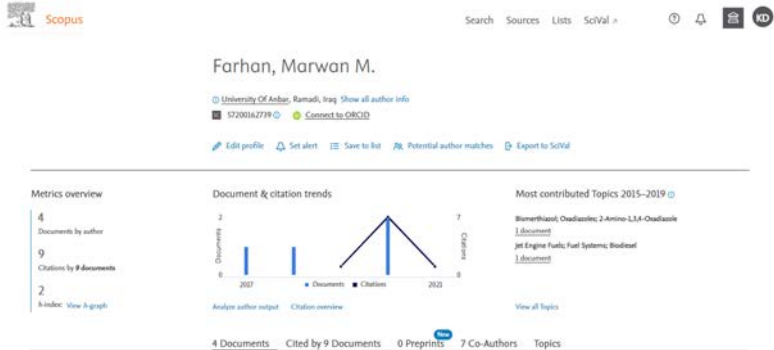 Scopus
Search Sources Lists SciVal
KD
Farhan, Marwan M.
University Of Anbar, Ramadi, Iraq Show all author info
57200162739 Connect to ORCID
Edit profile Set alert Save to list Potential author matches Export to SciVal
Metrics overview
4
Documents by author
9
Citations by 9 documents
2
h-index: View h-graph
Document & citation trends
2
Documents
0
2017
2021
7
Citations
0
Documents Citations
Analyze author output Citation overview
Most contributed Topics 2015–2019
Bismerthiazol; Oxadiazoles; 2-Amino-1,3,4-Oxadiazole
1 document
Jet Engine Fuels; Fuel Systems; Biodiesel
1 document
View all Topics
New
4 Documents Cited by 9 Documents 0 Preprints 7 Co-Authors Topics